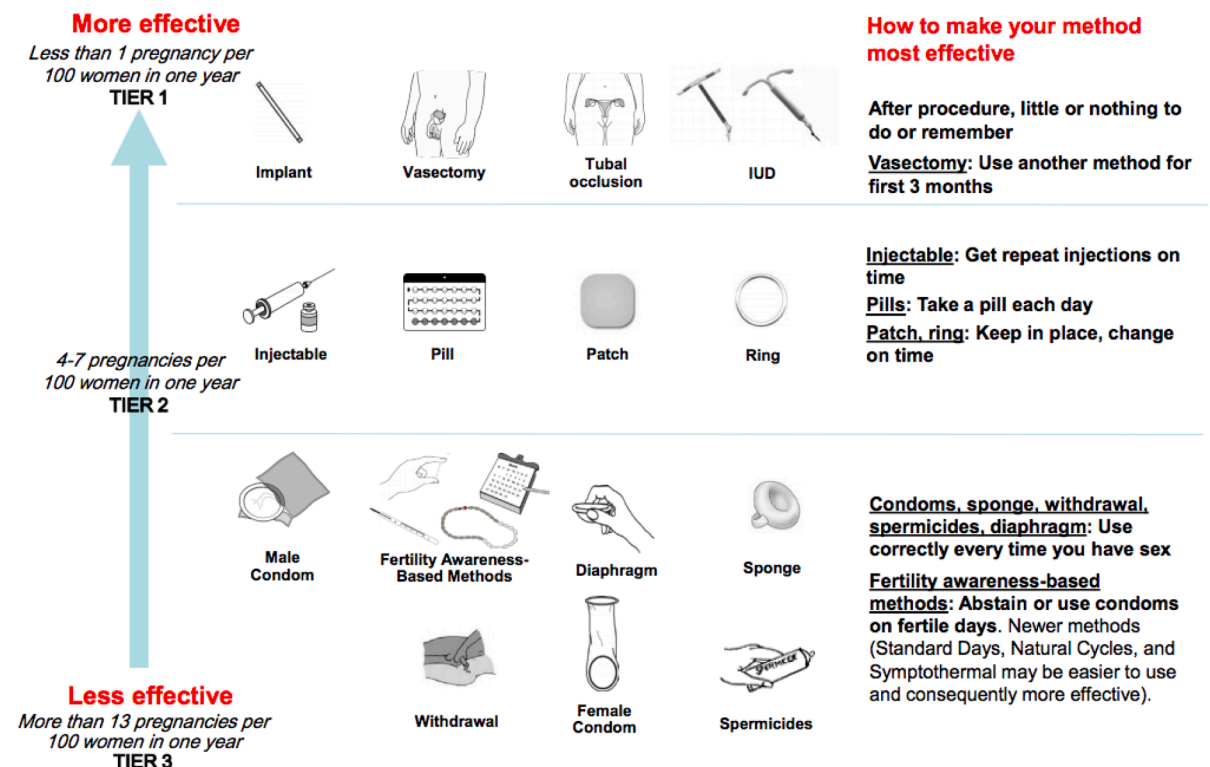 More effective
Less than 1 pregnancy per
100 women in one year
TIER 1
How to make your method
most effective
After procedure, little or nothing to
do or remember
Vasectomy: Use another method for
first 3 months
Implant
Vasectomy
Tubal
occlusion
IUD
Injectable: Get repeat injections on
time
Pills: Take a pill each day
Patch, ring: Keep in place, change
on time
Injectable
Pill
Patch
Ring
4-7 pregnancies per
100 women in one year
TIER 2
Condoms, sponge, withdrawal,
spermicides, diaphragm: Use
correctly every time you have sex
Fertility awareness-based
methods: Abstain or use condoms
on fertile days. Newer methods
(Standard Days, Natural Cycles, and
Symptothermal may be easier to use
and consequently more effective).
Male
Condom
Fertility Awareness-
Based Methods
Diaphragm
Sponge
SPERMICIDE
Withdrawal
Female
Condom
Spermicides
Less effective
More than 13 pregnancies per
100 women in one year
TIER 3